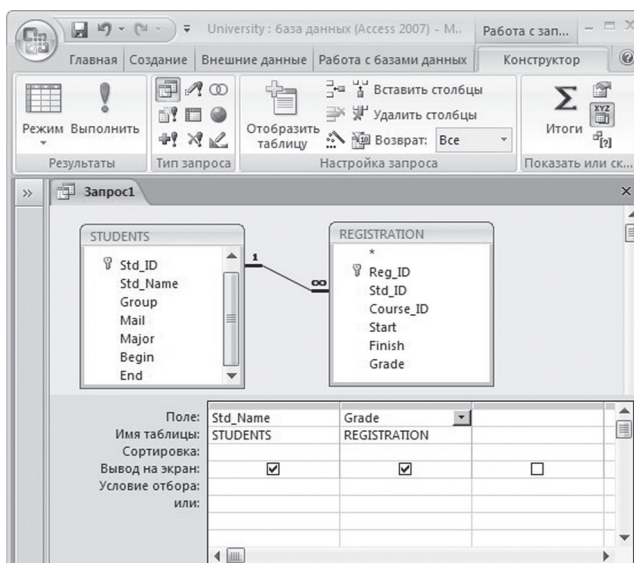 University : база данных (Access 2007) - M..
Работа с зап...
Главная
Создание
Внешние данные
Работа с базами данных
Конструктор
Режим
Выполнить
Результаты
Тип запроса
Отобразить
таблицу
Вставить столбцы
Удалить столбцы
Возврат: Все
Настройка запроса
Σ
Итоги
XYZ
[?]
Показать или ск...
»
Запрос1
×
STUDENTS
Std_ID
Std_Name
Group
Mail
Major
Begin
End
1
∞
REGISTRATION
*
Reg_ID
Std_ID
Course_ID
Start
Finish
Grade
Поле: Std_Name Grade
Имя таблицы: STUDENTS REGISTRATION
Сортировка:
Вывод на экран:
Условие отбора:
или: